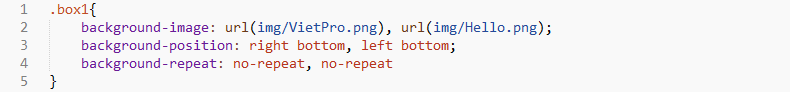 1 .box1{
2 background-image: url(img/VietPro.png), url(img/Hello.png);
3 background-position: right bottom, left bottom;
4 background-repeat: no-repeat, no-repeat
5 }